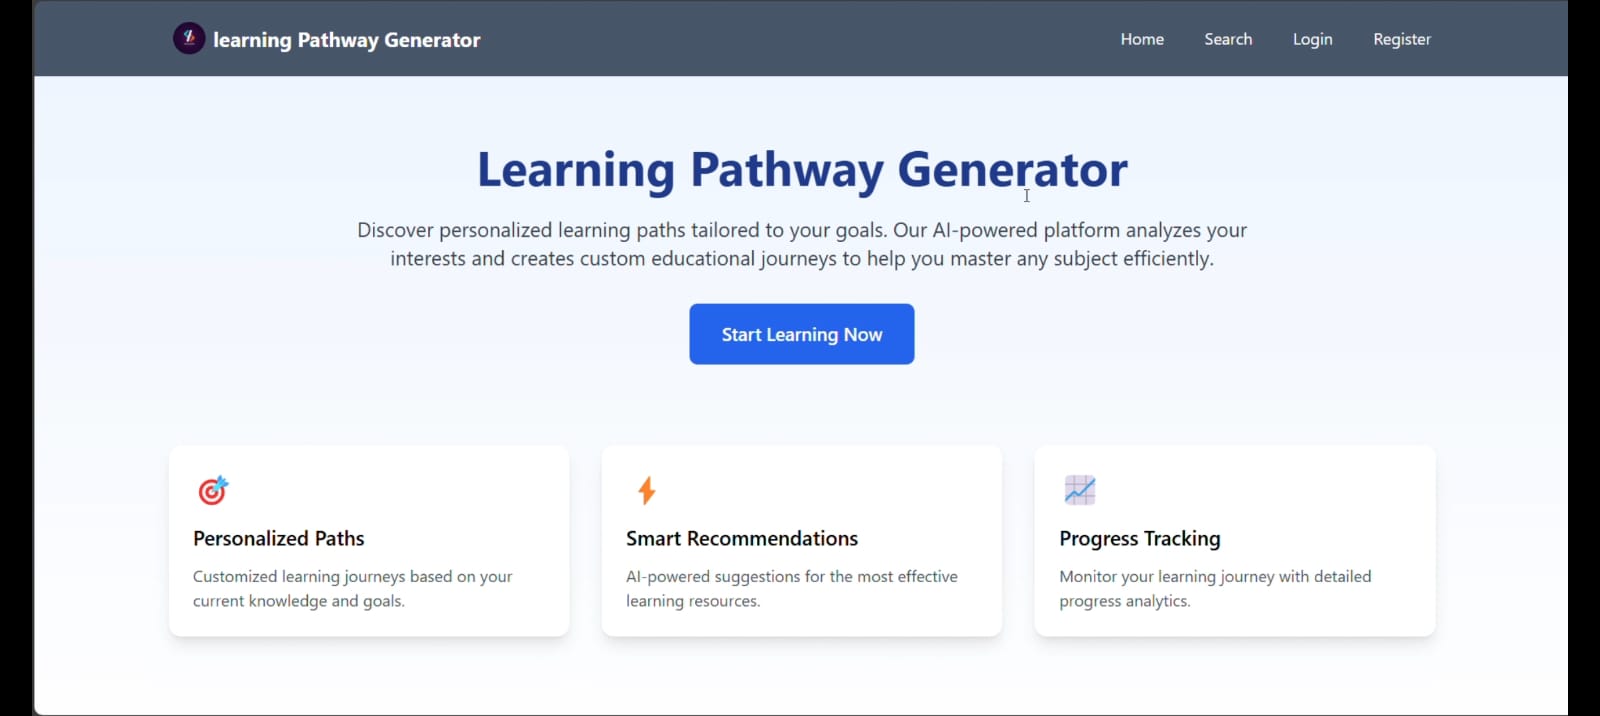 learning Pathway Generator
Home
Search
Login
Register
Learning Pathway Generator
Discover personalized learning paths tailored to your goals. Our AI-powered platform analyzes your
interests and creates custom educational journeys to help you master any subject efficiently.
Start Learning Now
Personalized Paths
Customized learning journeys based on your
current knowledge and goals.
Smart Recommendations
AI-powered suggestions for the most effective
learning resources.
Progress Tracking
Monitor your learning journey with detailed
progress analytics.